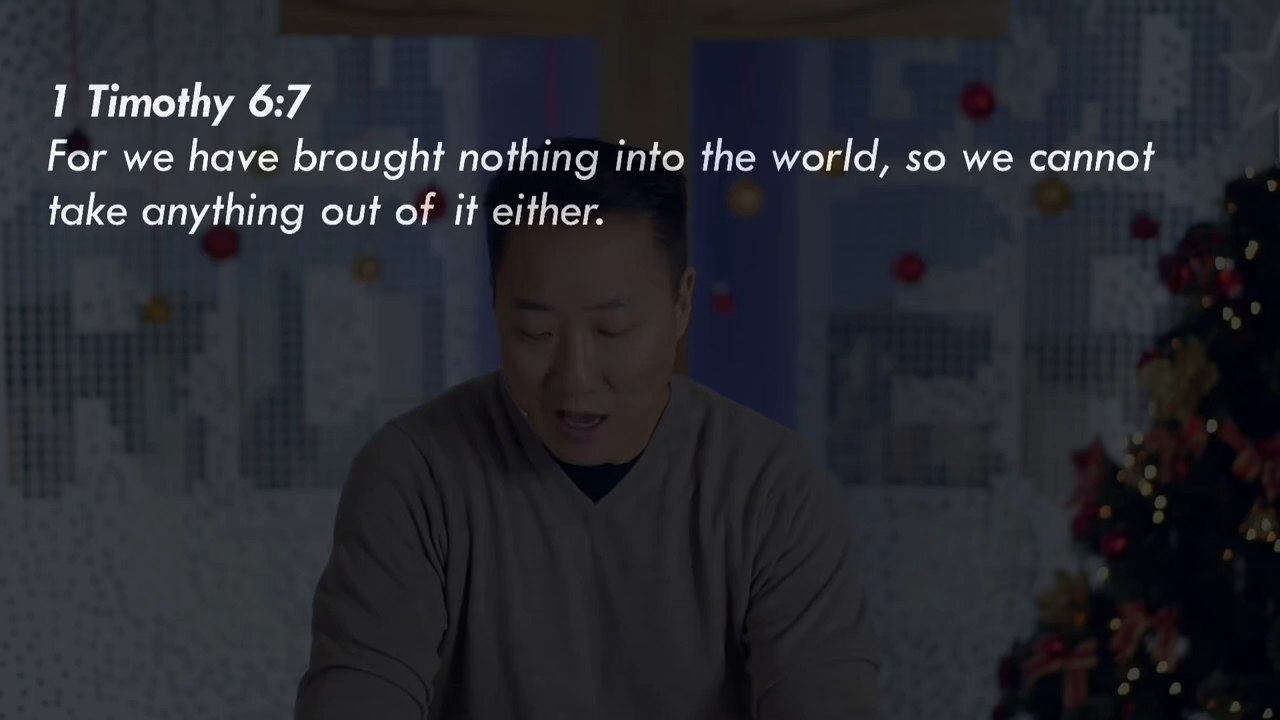 1 Timothy 6:7
For we have brought nothing into the world, so we cannot
take anything out of it either.